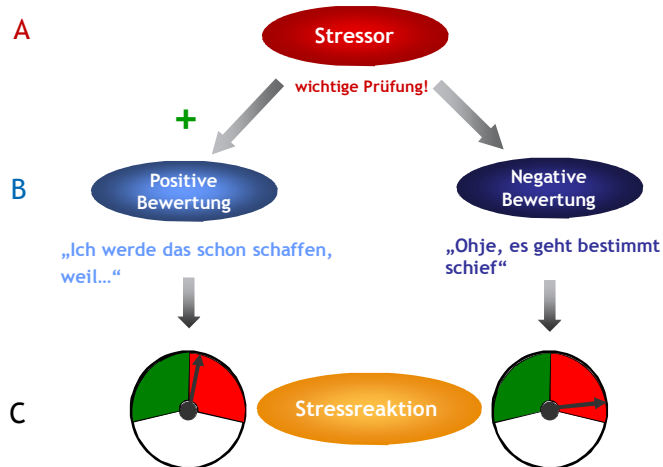 A
Stressor
wichtige Prüfung!
+
B
Positive
Bewertung
Negative
Bewertung
„Ich werde das schon schaffen,
weil...“
„Ohje, es geht bestimmt
schief“
C
Stressreaktion